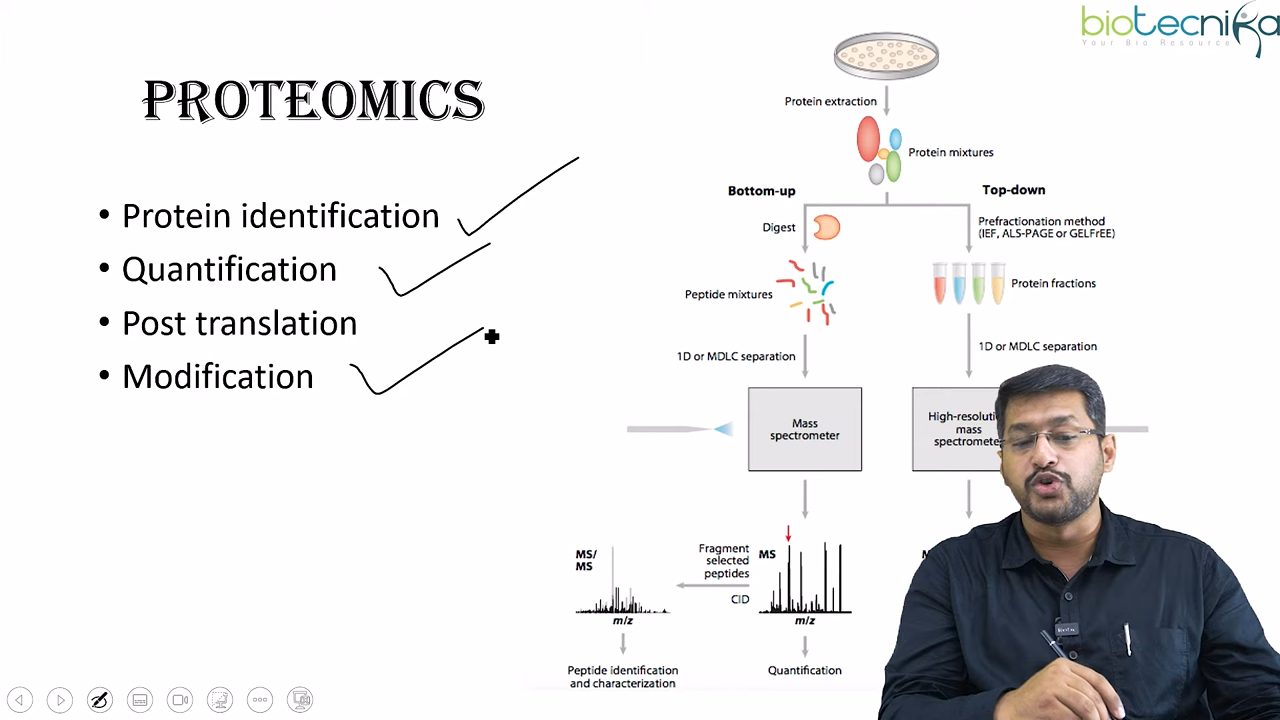 biotecnika
Your Bio Resource
PROTEOMICS
• Protein identification
• Quantification
• Post translation
• Modification
Protein extraction
Protein mixtures
Bottom-up
Top-down
Digest
Prefractionation method
(IEF, ALS-PAGE or GELFrEE)
Peptide mixtures
Protein fractions
1D or MDLC separation
1D or MDLC separation
Mass
spectrometer
mass
MS/
MS
Fragment
selected
peptides
CID
MS
m/z
m/z
Peptide identification
and characterization
Quantification